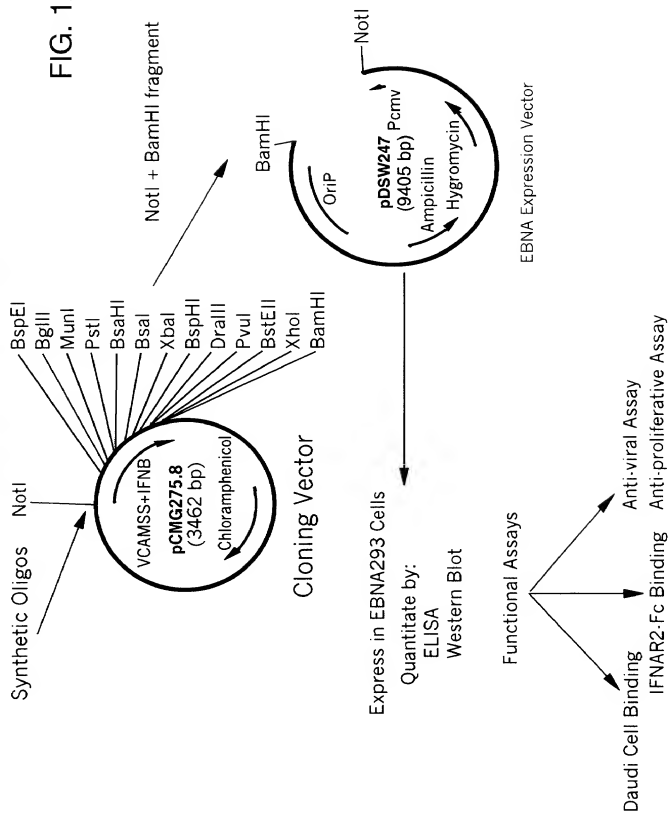 FIG. 1
Synthetic Oligos
NotI
BspEI
BglII
MunI
PstI
BsaHI
BsaI
XbaI
BspHI
DraIII
PvuI
BstEII
XhoI
BamHI
VCAMSS+IFNB
pCMG275.8
(3462 bp)
Chloramphenicol
Cloning Vector
NotI + BamHI fragment
BamHI
NotI
OriP
pDSW247
(9405 bp)
Pcmv
Ampicillin
Hygromycin
EBNA Expression Vector
Express in EBNA293 Cells
Quantitate by:
ELISA
Western Blot
Functional Assays
Daudi Cell Binding
IFNAR2-Fc Binding
Anti-viral Assay
Anti-proliferative Assay